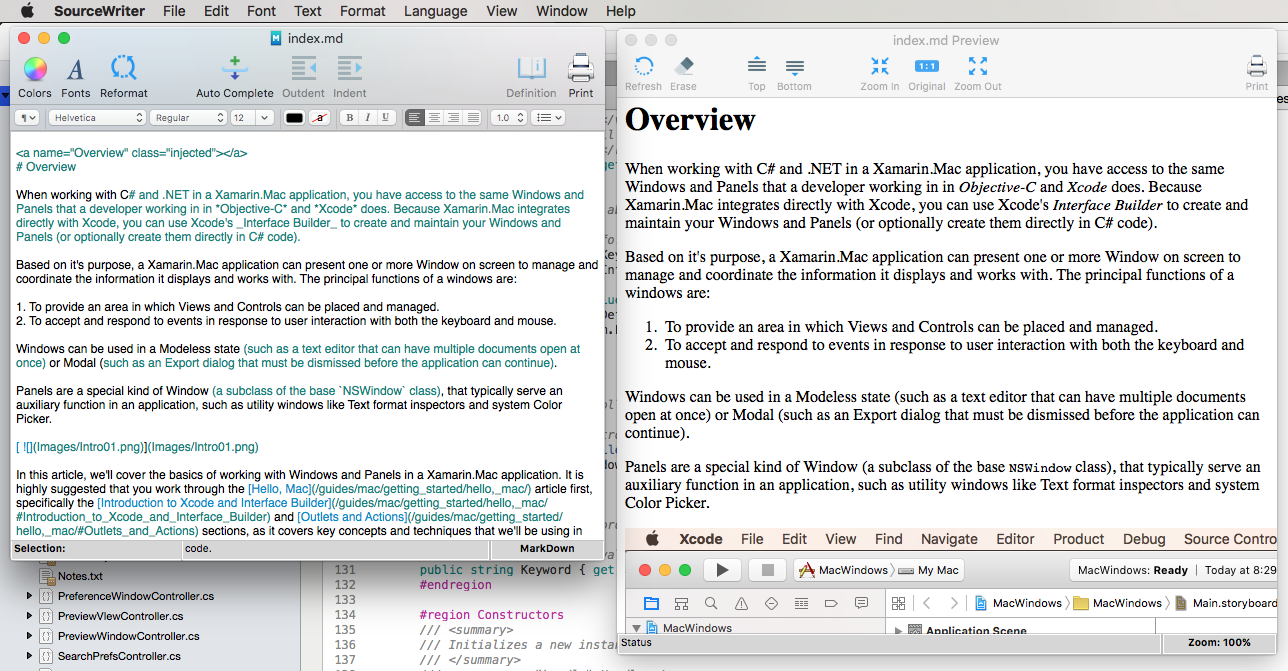 SourceWriter File Edit Font Text Format Language View Window Help
index.md
Colors Fonts Reformat Auto Complete Outdent Indent Definition Print
¶ Helvetica Regular 12 a B I U 1.0
<a name="Overview" class="injected"></a>
# Overview
When working with C# and .NET in a Xamarin.Mac application, you have access to the same Windows and
Panels that a developer working in in *Objective-C* and *Xcode* does. Because Xamarin.Mac integrates
directly with Xcode, you can use Xcode's _Interface Builder_ to create and maintain your Windows and
Panels (or optionally create them directly in C# code).
Based on it's purpose, a Xamarin.Mac application can present one or more Window on screen to manage and
coordinate the information it displays and works with. The principal functions of a windows are:
1. To provide an area in which Views and Controls can be placed and managed.
2. To accept and respond to events in response to user interaction with both the keyboard and mouse.
Windows can be used in a Modeless state (such as a text editor that can have multiple documents open at
once) or Modal (such as an Export dialog that must be dismissed before the application can continue).
Panels are a special kind of Window (a subclass of the base `NSWindow` class), that typically serve an
auxiliary function in an application, such as utility windows like Text format inspectors and system Color
Picker.
[ ![](Images/Intro01.png)](Images/Intro01.png)
In this article, we'll cover the basics of working with Windows and Panels in a Xamarin.Mac application. It is
highly suggested that you work through the [Hello, Mac](/guides/mac/getting_started/hello,_mac/) article first,
specifically the [Introduction to Xcode and Interface Builder](/guides/mac/getting_started/hello,_mac/
#Introduction_to_Xcode_and_Interface_Builder) and [Outlets and Actions](/guides/mac/getting_started/
hello,_mac/#Outlets_and_Actions) sections, as it covers key concepts and techniques that we'll be using in
Selection: code. MarkDown
Notes.txt
PreferenceWindowController.cs
PreviewVIewController.cs
PreviewWindowController.cs
SearchPrefsController.cs
131 public string Keyword { get
132 #endregion
133
134 #region Constructors
135 /// <summary>
136 /// Initializes a new instan
137 /// </summary>
index.md Preview
Refresh Erase Top Bottom Zoom In 1:1 Original Zoom Out Print
Overview
When working with C# and .NET in a Xamarin.Mac application, you have access to the same
Windows and Panels that a developer working in in Objective-C and Xcode does. Because
Xamarin.Mac integrates directly with Xcode, you can use Xcode's Interface Builder to create and
maintain your Windows and Panels (or optionally create them directly in C# code).
Based on it's purpose, a Xamarin.Mac application can present one or more Window on screen to
manage and coordinate the information it displays and works with. The principal functions of a
windows are:
1. To provide an area in which Views and Controls can be placed and managed.
2. To accept and respond to events in response to user interaction with both the keyboard and
mouse.
Windows can be used in a Modeless state (such as a text editor that can have multiple documents
open at once) or Modal (such as an Export dialog that must be dismissed before the application can
continue).
Panels are a special kind of Window (a subclass of the base NSWindow class), that typically serve an
auxiliary function in an application, such as utility windows like Text format inspectors and system
Color Picker.
Xcode File Edit View Find Navigate Editor Product Debug Source Contro
MacWindows My Mac MacWindows: Ready | Today at 8:29
MacWindows MacWindows Main.storyboard
MacWindows Application Scene
Status Zoom: 100%